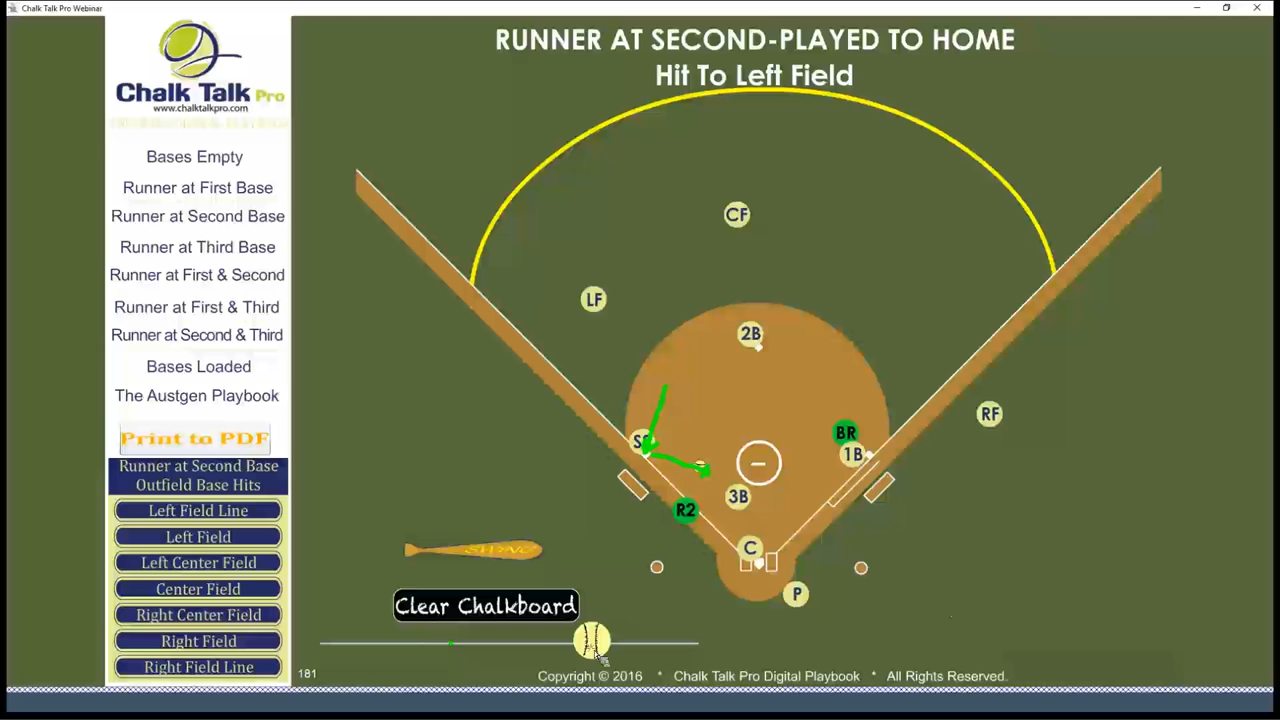 Chalk Talk Pro Webinar
Chalk Talk Pro
www.chalktalkpro.com
Bases Empty
Runner at First Base
Runner at Second Base
Runner at Third Base
Runner at First & Second
Runner at First & Third
Runner at Second & Third
Bases Loaded
The Austgen Playbook
Print to PDF
Runner at Second Base
Outfield Base Hits
Left Field Line
Left Field
Left Center Field
Center Field
Right Center Field
Right Field
Right Field Line
RUNNER AT SECOND-PLAYED TO HOME
Hit To Left Field
CF
LF
2B
RF
BR
1B
3B
R2
C
P
SWING
Clear Chalkboard
181
Copyright © 2016 * Chalk Talk Pro Digital Playbook * All Rights Reserved.